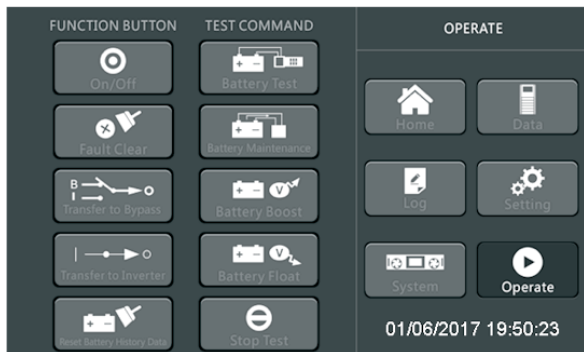 FUNCTION BUTTON
TEST COMMAND
OPERATE
On/Off
Battery Test
Home
Data
Fault Clear
Battery Maintenance
B
I
Transfer to Bypass
V
Battery Boost
Log
Setting
Transfer to Inverter
V
Battery Float
System
Operate
Reset Battery History Data
Stop Test
01/06/2017 19:50:23